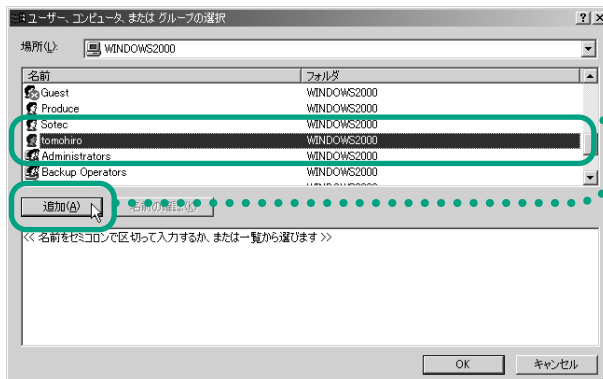 ユーザー、コンピュータ、または グループの選択
場所(L): WINDOWS2000
名前 フォルダ
Guest WINDOWS2000
Produce WINDOWS2000
Sotec WINDOWS2000
tomohiro WINDOWS2000
Administrators WINDOWS2000
Backup Operators WINDOWS2000
WINDOWS2000
追加(A) 名前の確認(K)
<< 名前をセミコロンで区切って入力するか、または一覧から選びます >>
OK キャンセル